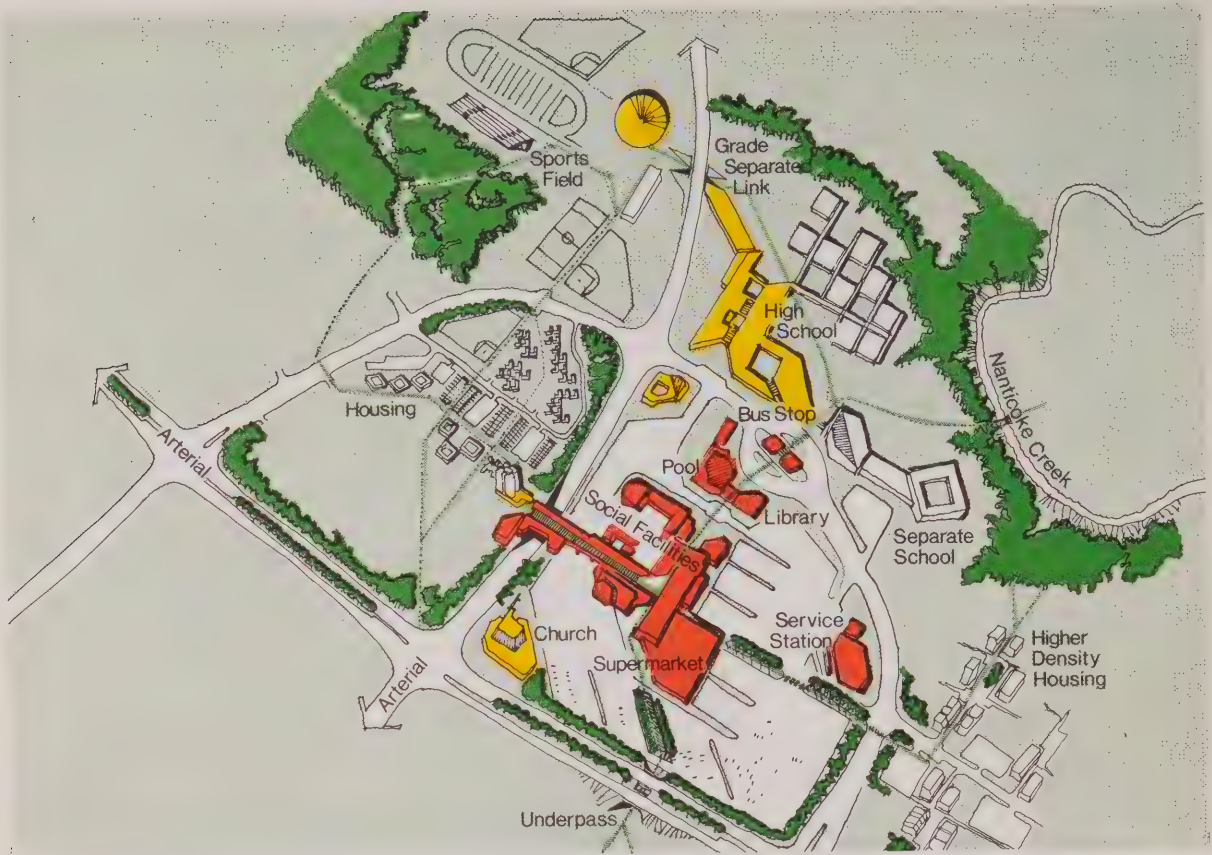 Sports
Field
Grade
Separated
Link
High
School
Housing
Bus Stop
Arterial
Pool
Nanticoke Creek
Social Facilities
Library
Separate
School
Church
Service
Station
Supermarket
Higher
Density
Housing
Arterial
Underpass